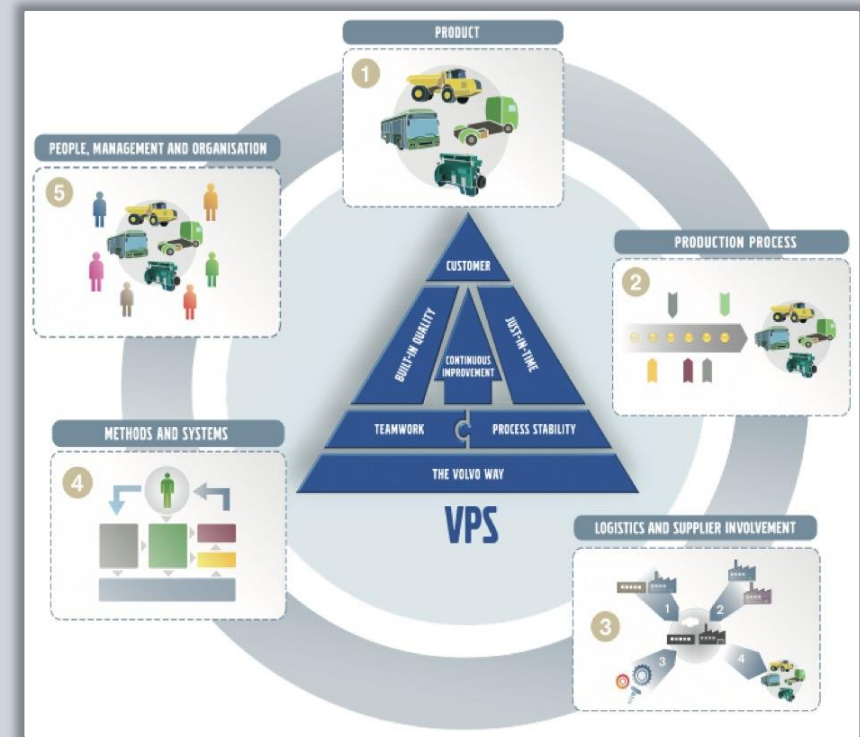 PRODUCT
1
PEOPLE, MANAGEMENT AND ORGANISATION
5
PRODUCTION PROCESS
2
CUSTOMER
BUILT-IN QUALITY
JUST-IN-TIME
CONTINUOUS
IMPROVEMENT
TEAMWORK
PROCESS STABILITY
THE VOLVO WAY
VPS
METHODS AND SYSTEMS
4
LOGISTICS AND SUPPLIER INVOLVEMENT
3
1
2
3
4